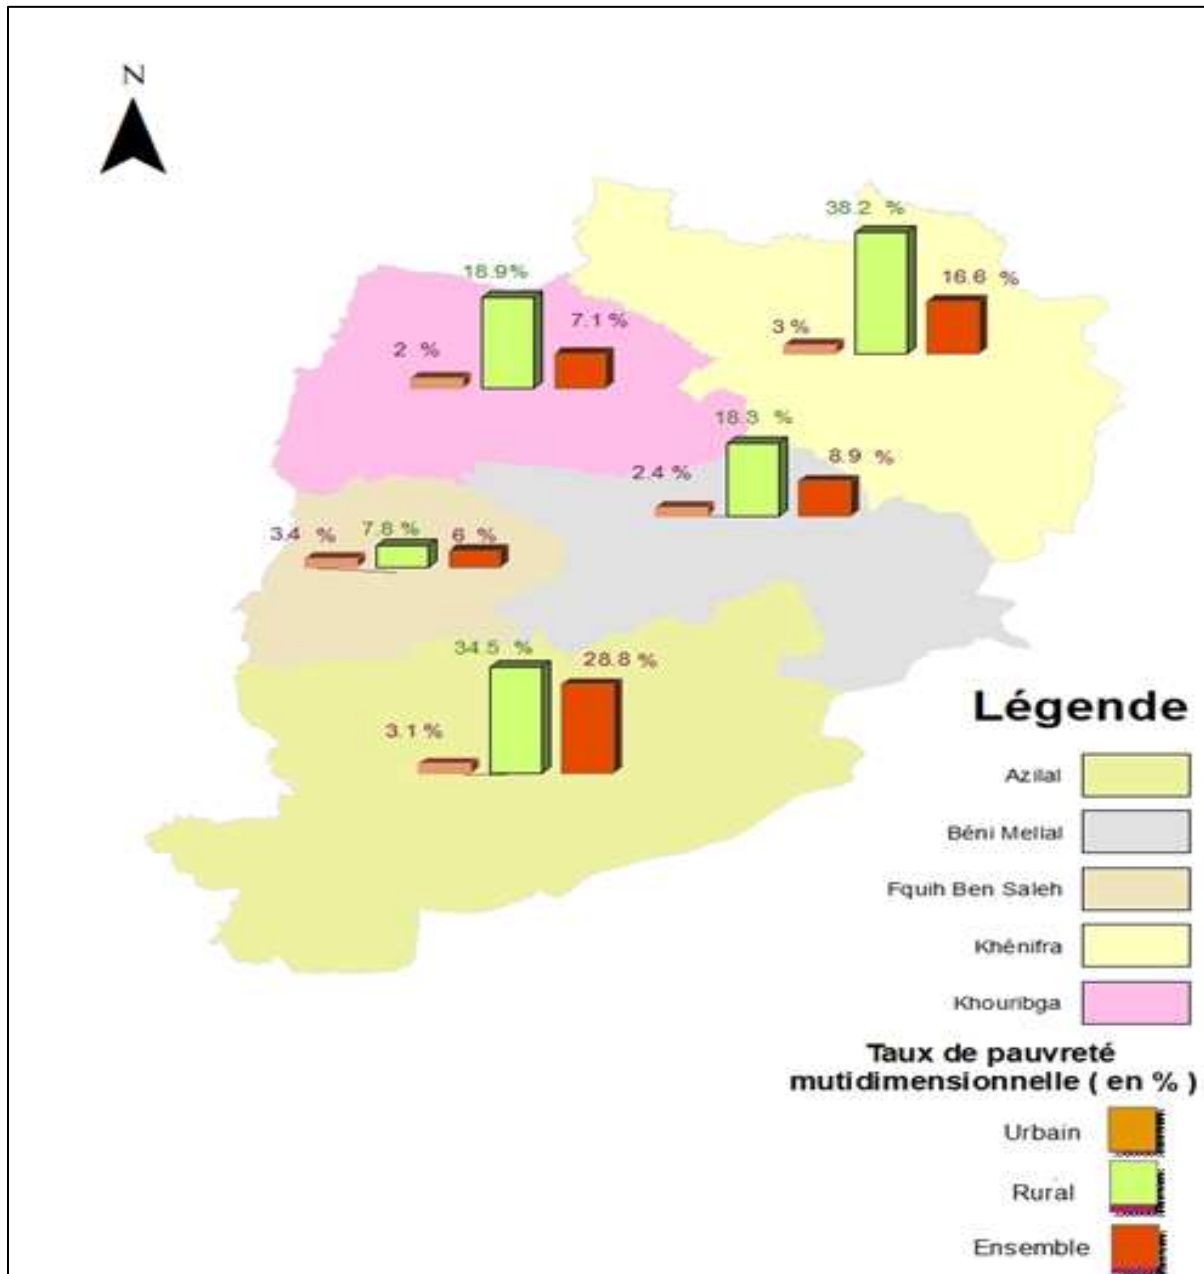 N
38.2 %
18.9%
16.6 %
7.1 %
3 %
2 %
18.3 %
8.9 %
2.4 %
3.4 %
7.8 %
6 %
34.5 %
28.8 %
3.1 %
Légende
Azilal
Béni Mellal
Fquih Ben Saleh
Khénifra
Khouribga
Taux de pauvreté
mutidimensionnelle ( en % )
Urbain
Rural
Ensemble